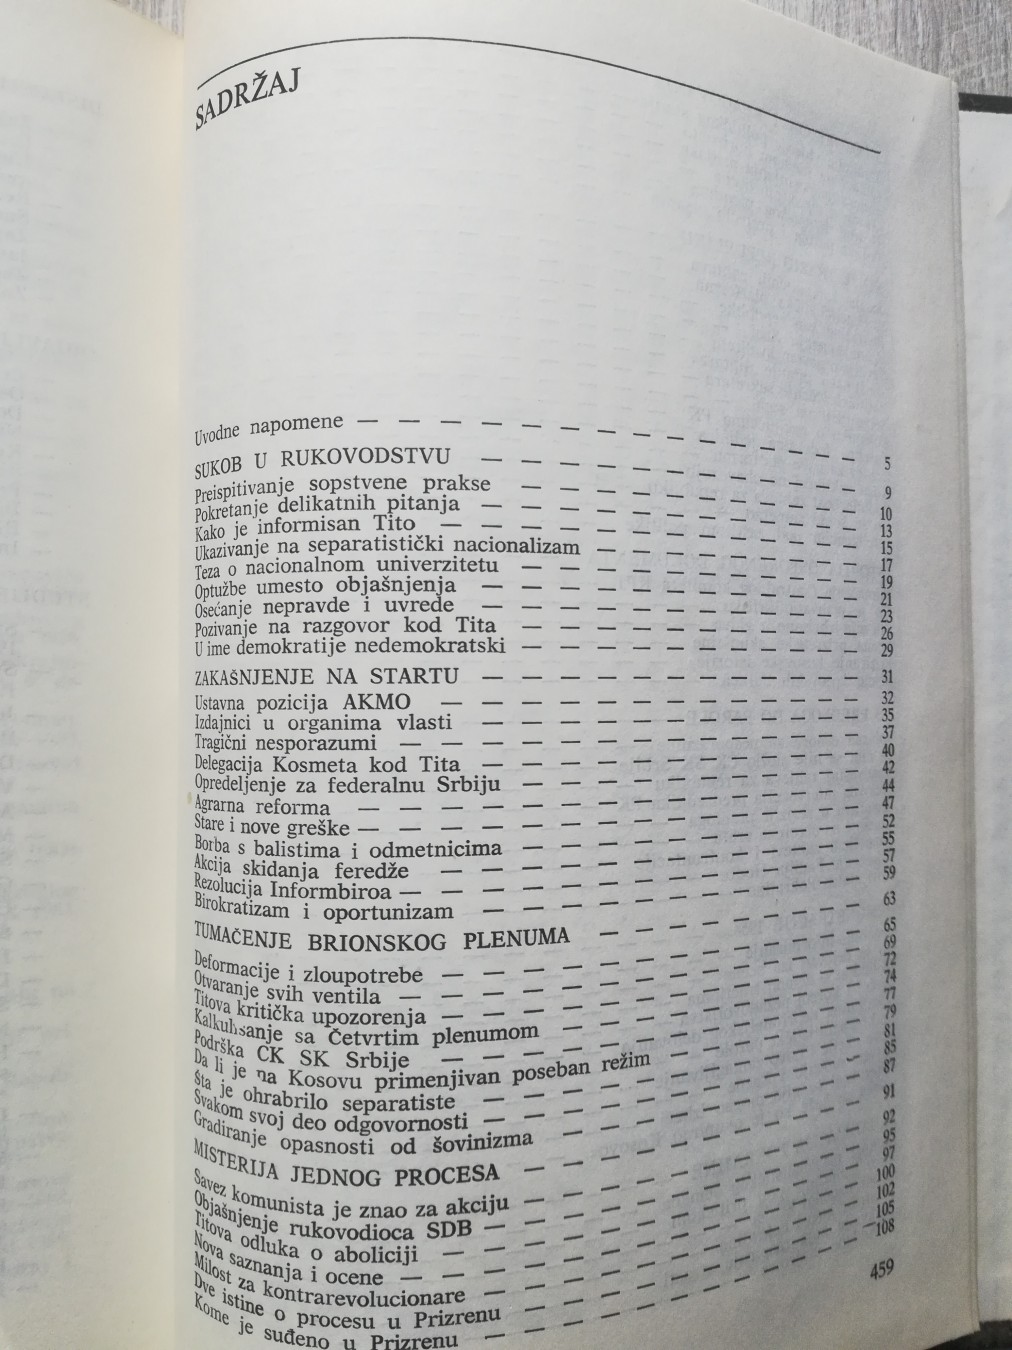 SADRŽAJ
Uvodne napomene — — — — — — — — — — — — — 5
SUKOB U RUKOVODSTVU — — — — — — — — — — 9
Preispitivanje sopstvene prakse — — — — — — — — — 10
Pokretanje delikatnih pitanja — — — — — — — — — — 13
Kako je informisan Tito — — — — — — — — — — — 15
Ukazivanje na separatistički nacionalizam — — — — — — — 17
Teza o nacionalnom univerzitetu — — — — — — — — — 19
Optužbe umesto objašnjenja — — — — — — — — — — 21
Osećanje nepravde i uvrede — — — — — — — — — — 23
Pozivanje na razgovor kod Tita — — — — — — — — — 26
U ime demokratije nedemokratski — — — — — — — — — 29
ZAKAŠNJENJE NA STARTU — — — — — — — — — — 31
Ustavna pozicija AKMO — — — — — — — — — — — 32
Izdajnici u organima vlasti — — — — — — — — — — 35
Tragični nesporazumi — — — — — — — — — — — — 37
Delegacija Kosmeta kod Tita — — — — — — — — — — 40
Opredeljenje za federalnu Srbiju — — — — — — — — — 42
Agrarna reforma — — — — — — — — — — — — — 44
Stare i nove greške — — — — — — — — — — — — — 47
Borba s balistima i odmetnicima — — — — — — — — — 52
Akcija skidanja feredže — — — — — — — — — — — 55
Rezolucija Informbiroa — — — — — — — — — — — — 57
Birokratizam i oportunizam — — — — — — — — — — 59
TUMAČENJE BRIONSKOG PLENUMA — — — — — — — 63
Deformacije i zloupotrebe — — — — — — — — — — — 65
Otvaranje svih ventila — — — — — — — — — — — — 69
Titova kritička upozorenja — — — — — — — — — — — 72
Kalkulisanje sa Četvrtim plenumom — — — — — — — — 74
Podrška CK SK Srbije — — — — — — — — — — — 77
Da li je na Kosovu primenjivan poseban režim — — — — — 79
Šta je ohrabrilo separatiste — — — — — — — — — — 81
Svakom svoj deo odgovornosti — — — — — — — — — — 85
Gradiranje opasnosti od šovinizma — — — — — — — — 87
MISTERIJA JEDNOG PROCESA — — — — — — — — — 91
Savez komunista je znao za akciju — — — — — — — — — 92
Objašnjenje rukovodioca SDB — — — — — — — — — — 95
Titova odluka o aboliciji — — — — — — — — — — — 97
Nova saznanja i ocene — — — — — — — — — — — — 100
Milost za kontrarevolucionare — — — — — — — — — — 102
Dve istine o procesu u Prizrenu — — — — — — — — — 105
Kome je suđeno u Prizrenu — — — — — — — — — — 108
459